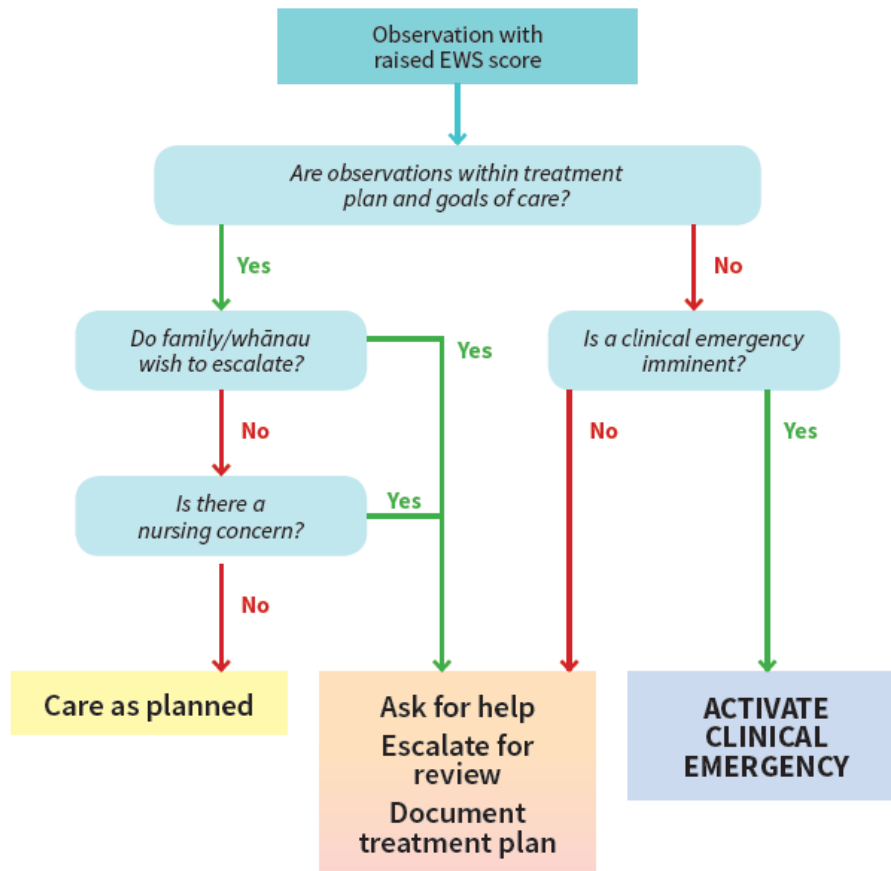 Observation with
raised EWS score
Are observations within treatment
plan and goals of care?
Yes
No
Do family/whānau
wish to escalate?
Yes
Is a clinical emergency
imminent?
No
No
Yes
Is there a
nursing concern?
Yes
No
Care as planned
Ask for help
Escalate for
review
Document
treatment plan
ACTIVATE
CLINICAL
EMERGENCY